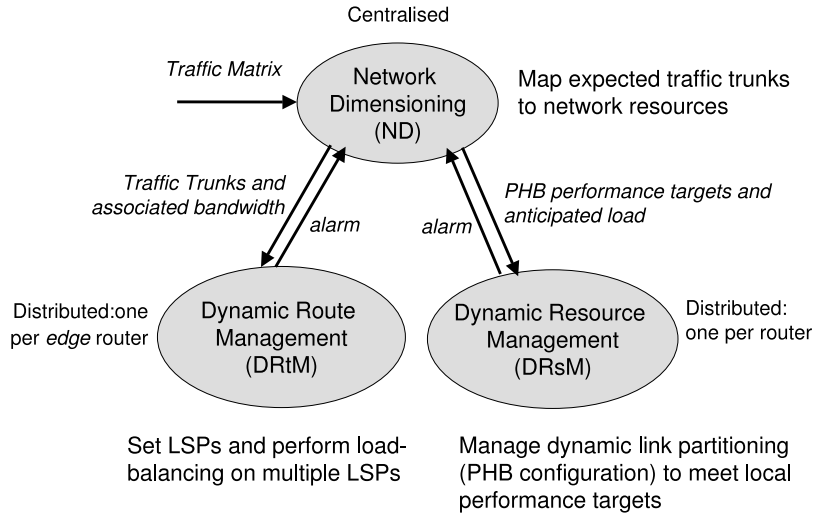 Centralised
Traffic Matrix
Network
Dimensioning
(ND)
Map expected traffic trunks
to network resources
Traffic Trunks and
associated bandwidth
alarm
alarm
PHB performance targets and
anticipated load
Distributed:one
per edge router
Dynamic Route
Management
(DRtM)
Dynamic Resource
Management
(DRsM)
Distributed:
one per router
Set LSPs and perform load-
balancing on multiple LSPs
Manage dynamic link partitioning
(PHB configuration) to meet local
performance targets